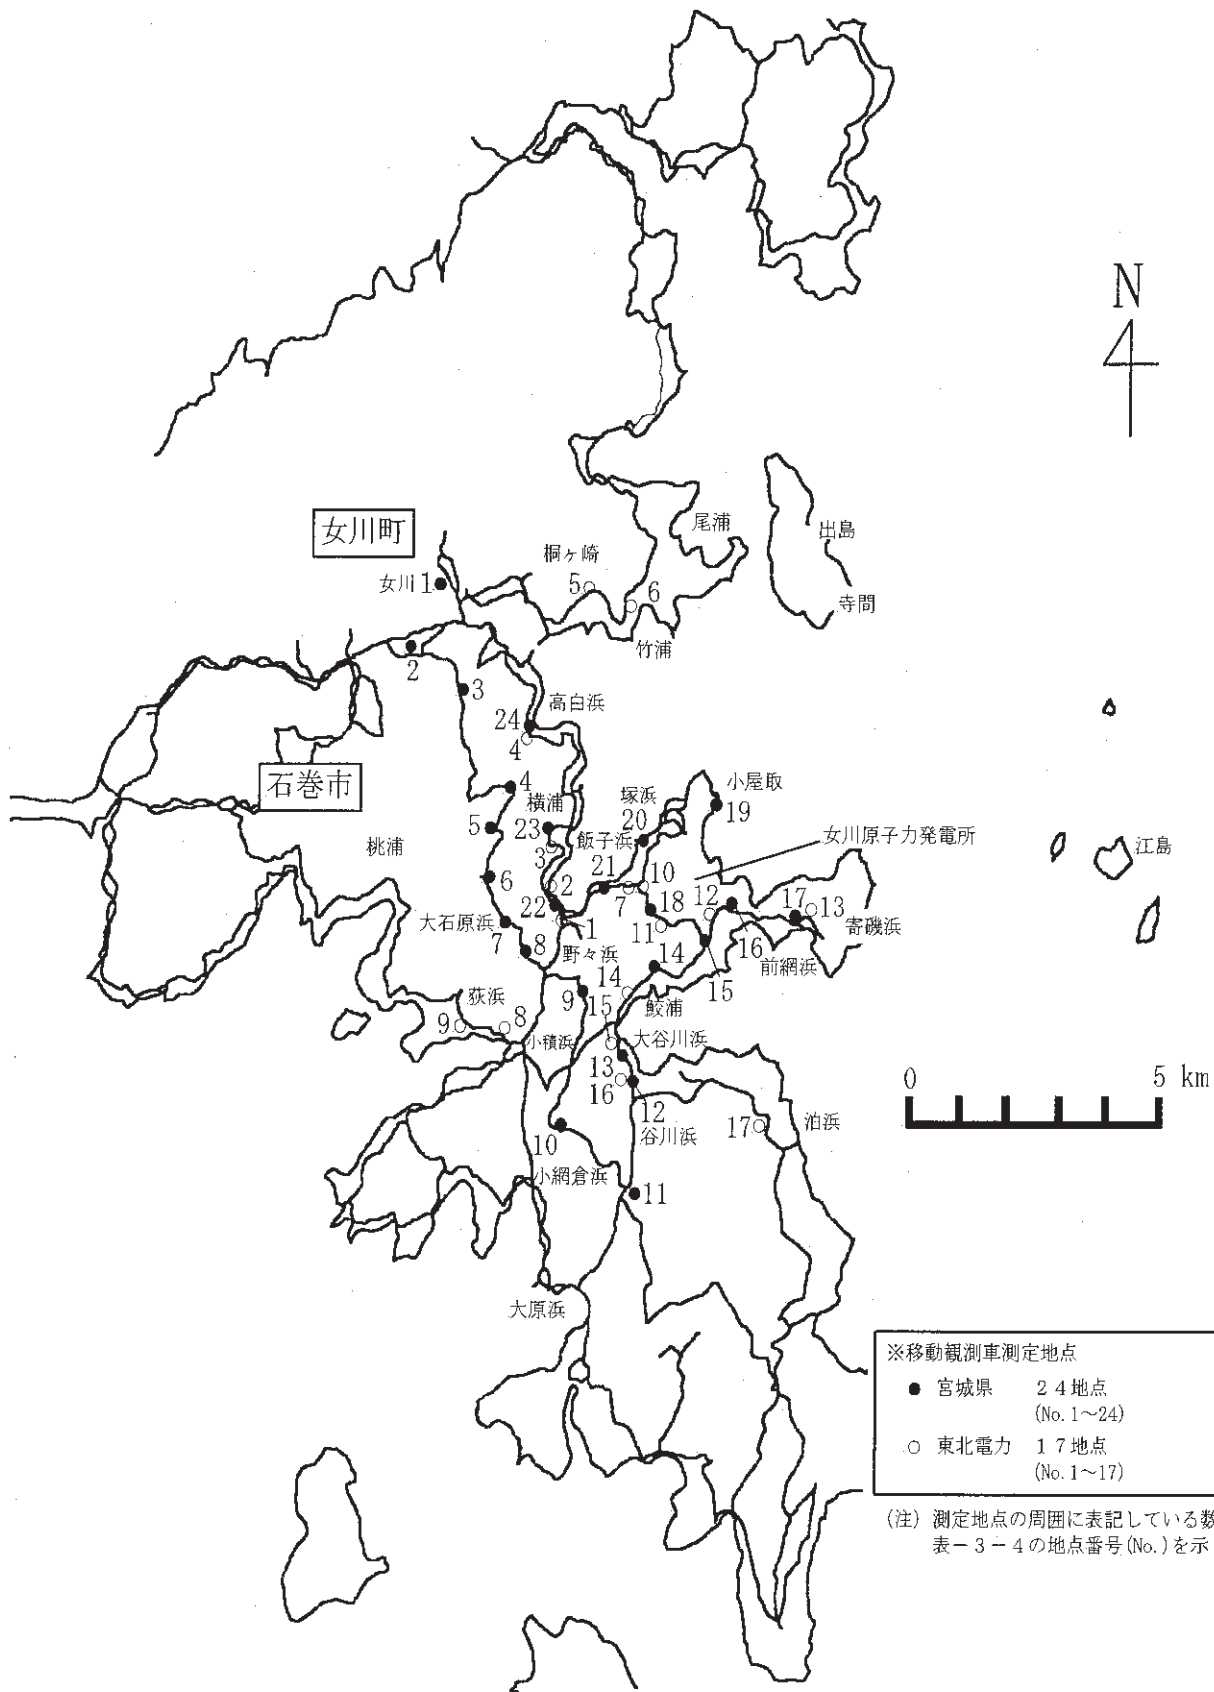 N
女川町
尾浦
出島
桐ヶ崎
女川 1
5
6
寺間
竹浦
2
3
高白浜
24
4
石巻市
4
小屋取
塚浜
横浦
20
19
5
23
飯子浜
女川原子力発電所
3
桃浦
江島
21
6
2
7
10
22
18
12
17
13
大石原浜
1
11
16
寄磯浜
7
8
野々浜
14
前網浜
15
9
14
荻浜
15
鮫浦
9
8
小積浜
大谷川浜
13
16
0
5 km
12
10
谷川浜
17
泊浜
小網倉浜
11
大原浜
※移動観測車測定地点
● 宮城県 24地点
(No.1～24)
○ 東北電力 17地点
(No.1～17)
(注) 測定地点の周囲に表記している数
表－3－4の地点番号(No.)を示